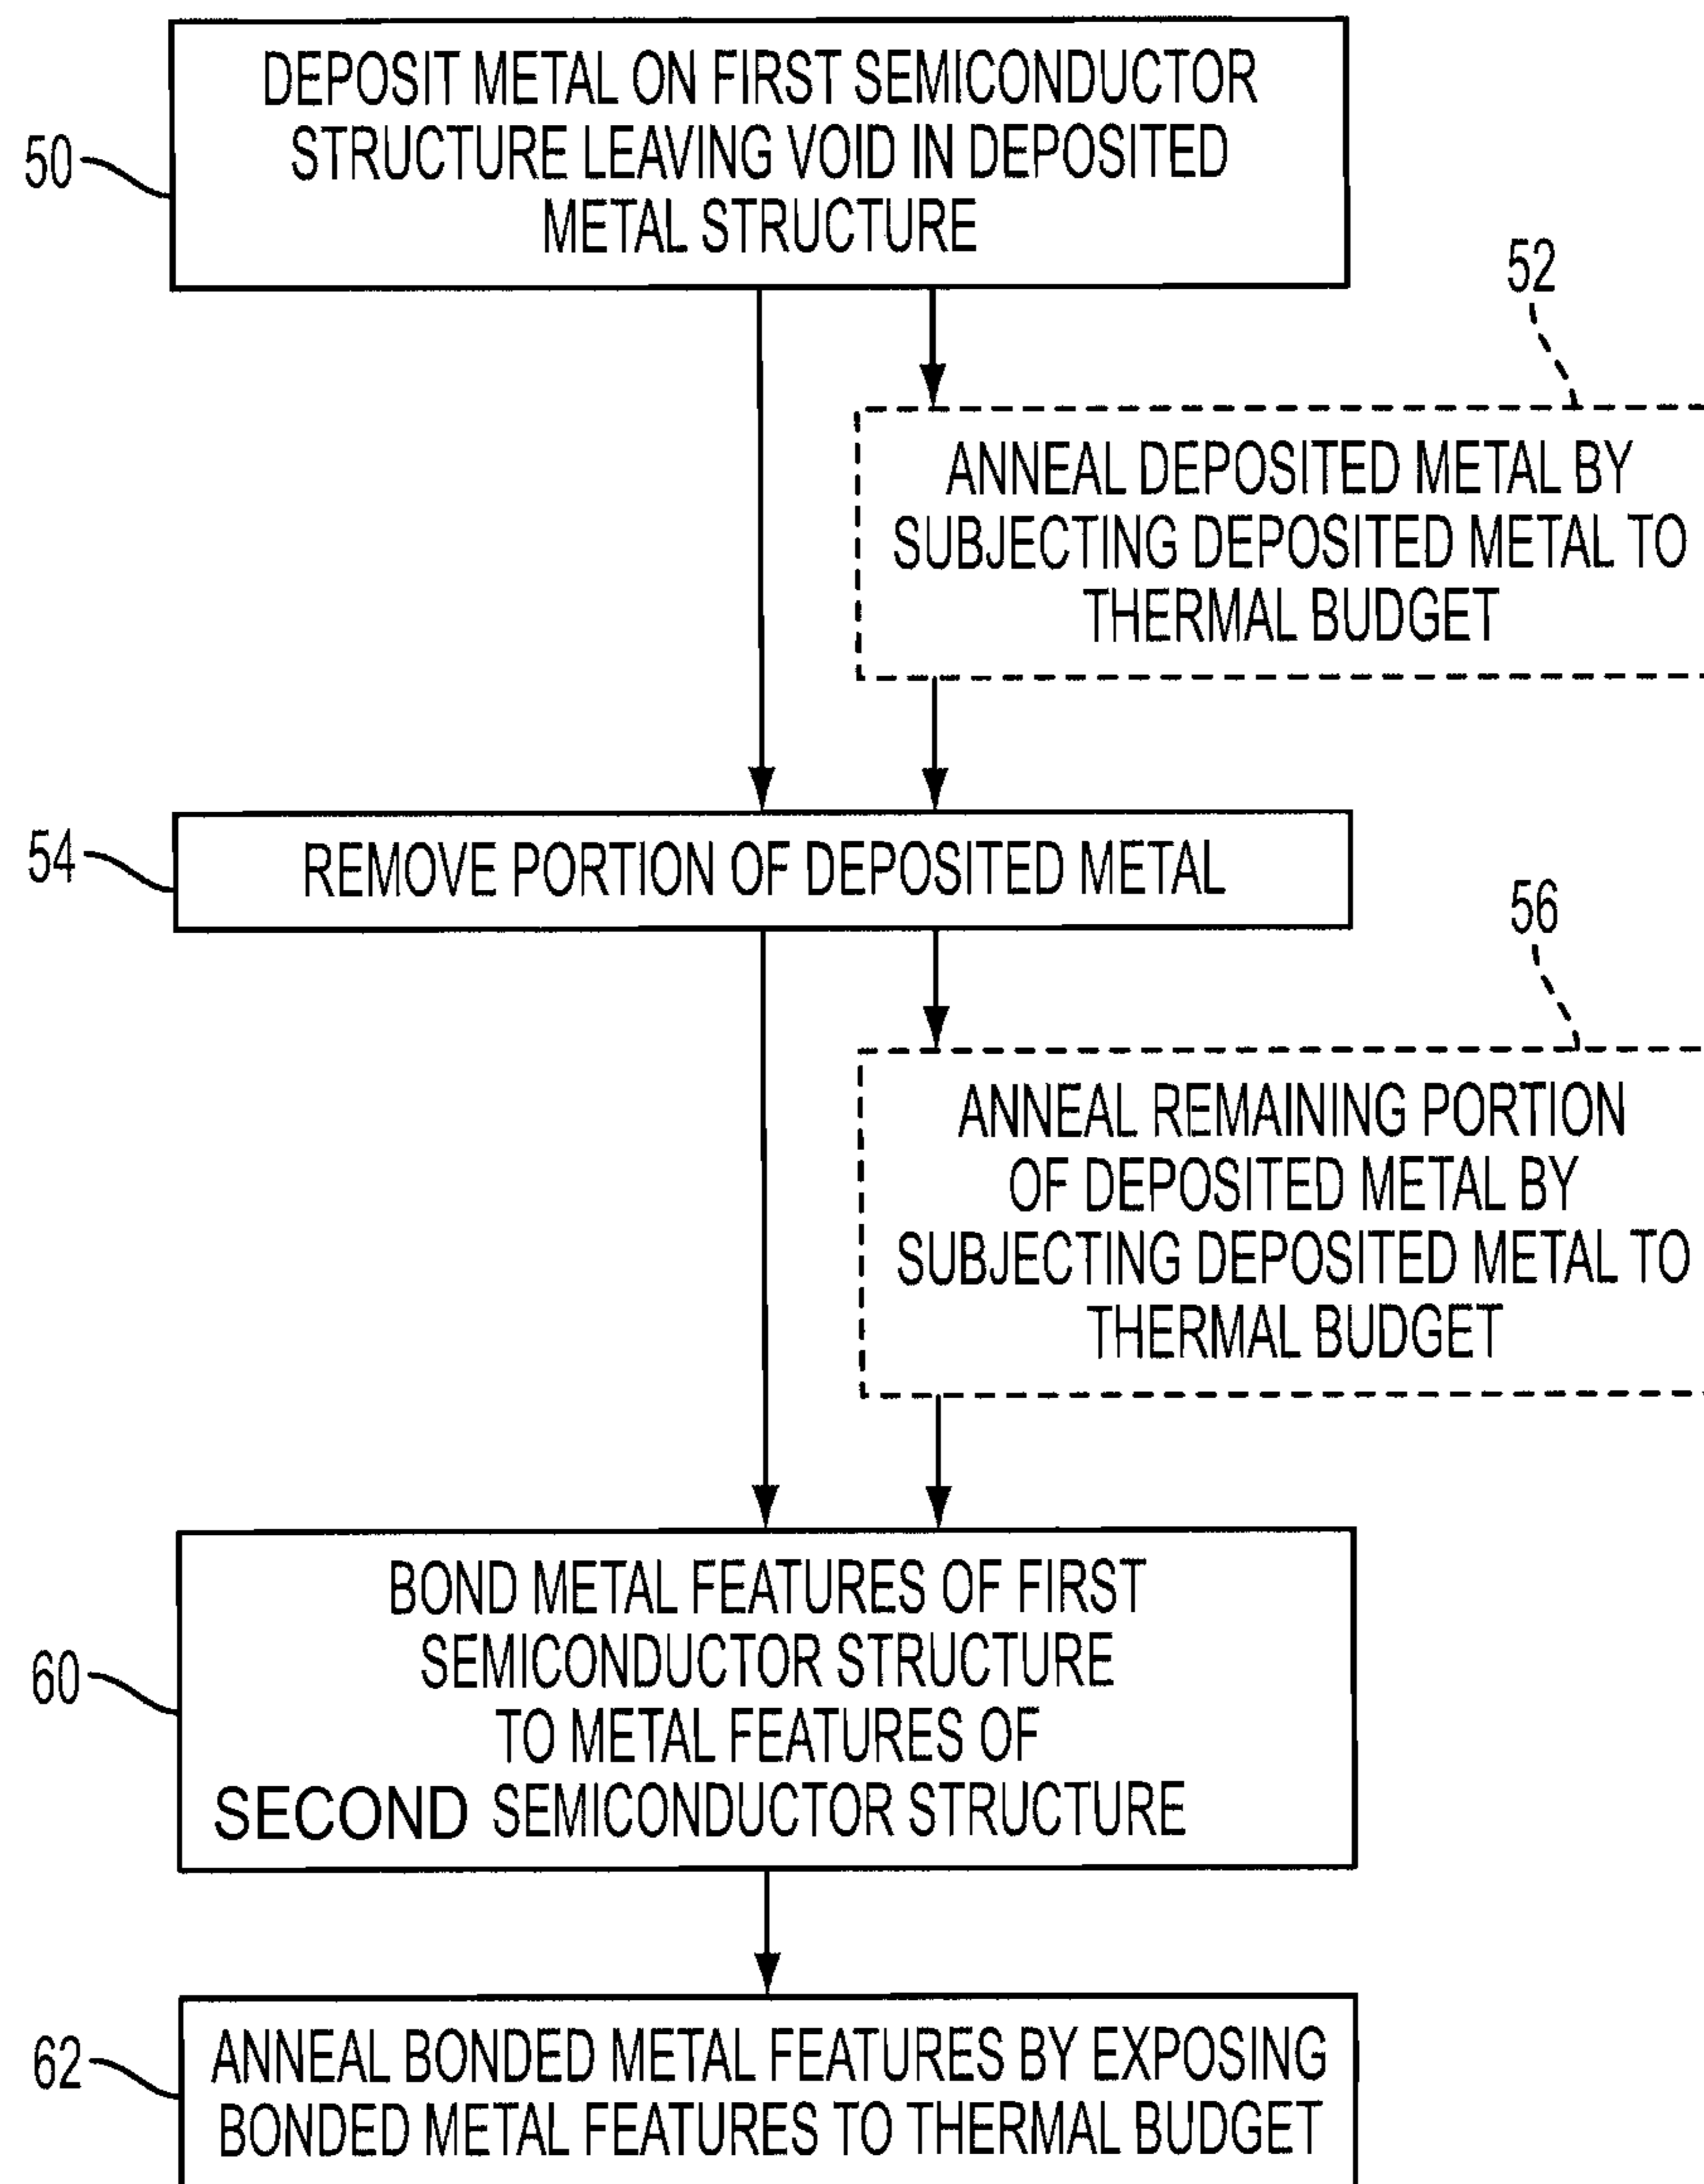 DEPOSIT METAL ON FIRST SEMICONDUCTOR
STRUCTURE LEAVING VOID IN DEPOSITED
METAL STRUCTURE
50
52
ANNEAL DEPOSITED METAL BY
SUBJECTING DEPOSITED METAL TO
THERMAL BUDGET
54
REMOVE PORTION OF DEPOSITED METAL
56
ANNEAL REMAINING PORTION
OF DEPOSITED METAL BY
SUBJECTING DEPOSITED METAL TO
THERMAL BUDGET
60
BOND METAL FEATURES OF FIRST
SEMICONDUCTOR STRUCTURE
TO METAL FEATURES OF
SECOND SEMICONDUCTOR STRUCTURE
62
ANNEAL BONDED METAL FEATURES BY EXPOSING
BONDED METAL FEATURES TO THERMAL BUDGET